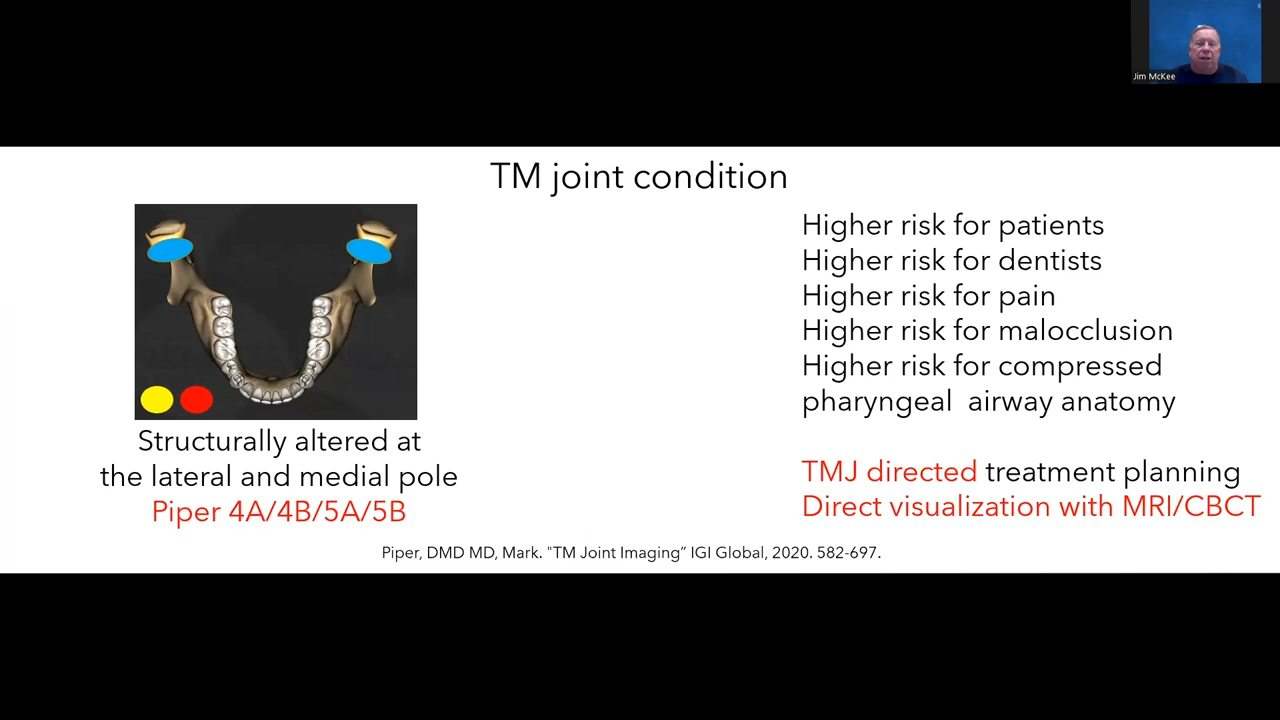 Jim McKee
TM joint condition
Higher risk for patients
Higher risk for dentists
Higher risk for pain
Higher risk for malocclusion
Higher risk for compressed
pharyngeal airway anatomy
Structurally altered at
the lateral and medial pole
Piper 4A/4B/5A/5B
TMJ directed treatment planning
Direct visualization with MRI/CBCT
Piper, DMD MD, Mark. "TM Joint Imaging” IGI Global, 2020. 582-697.